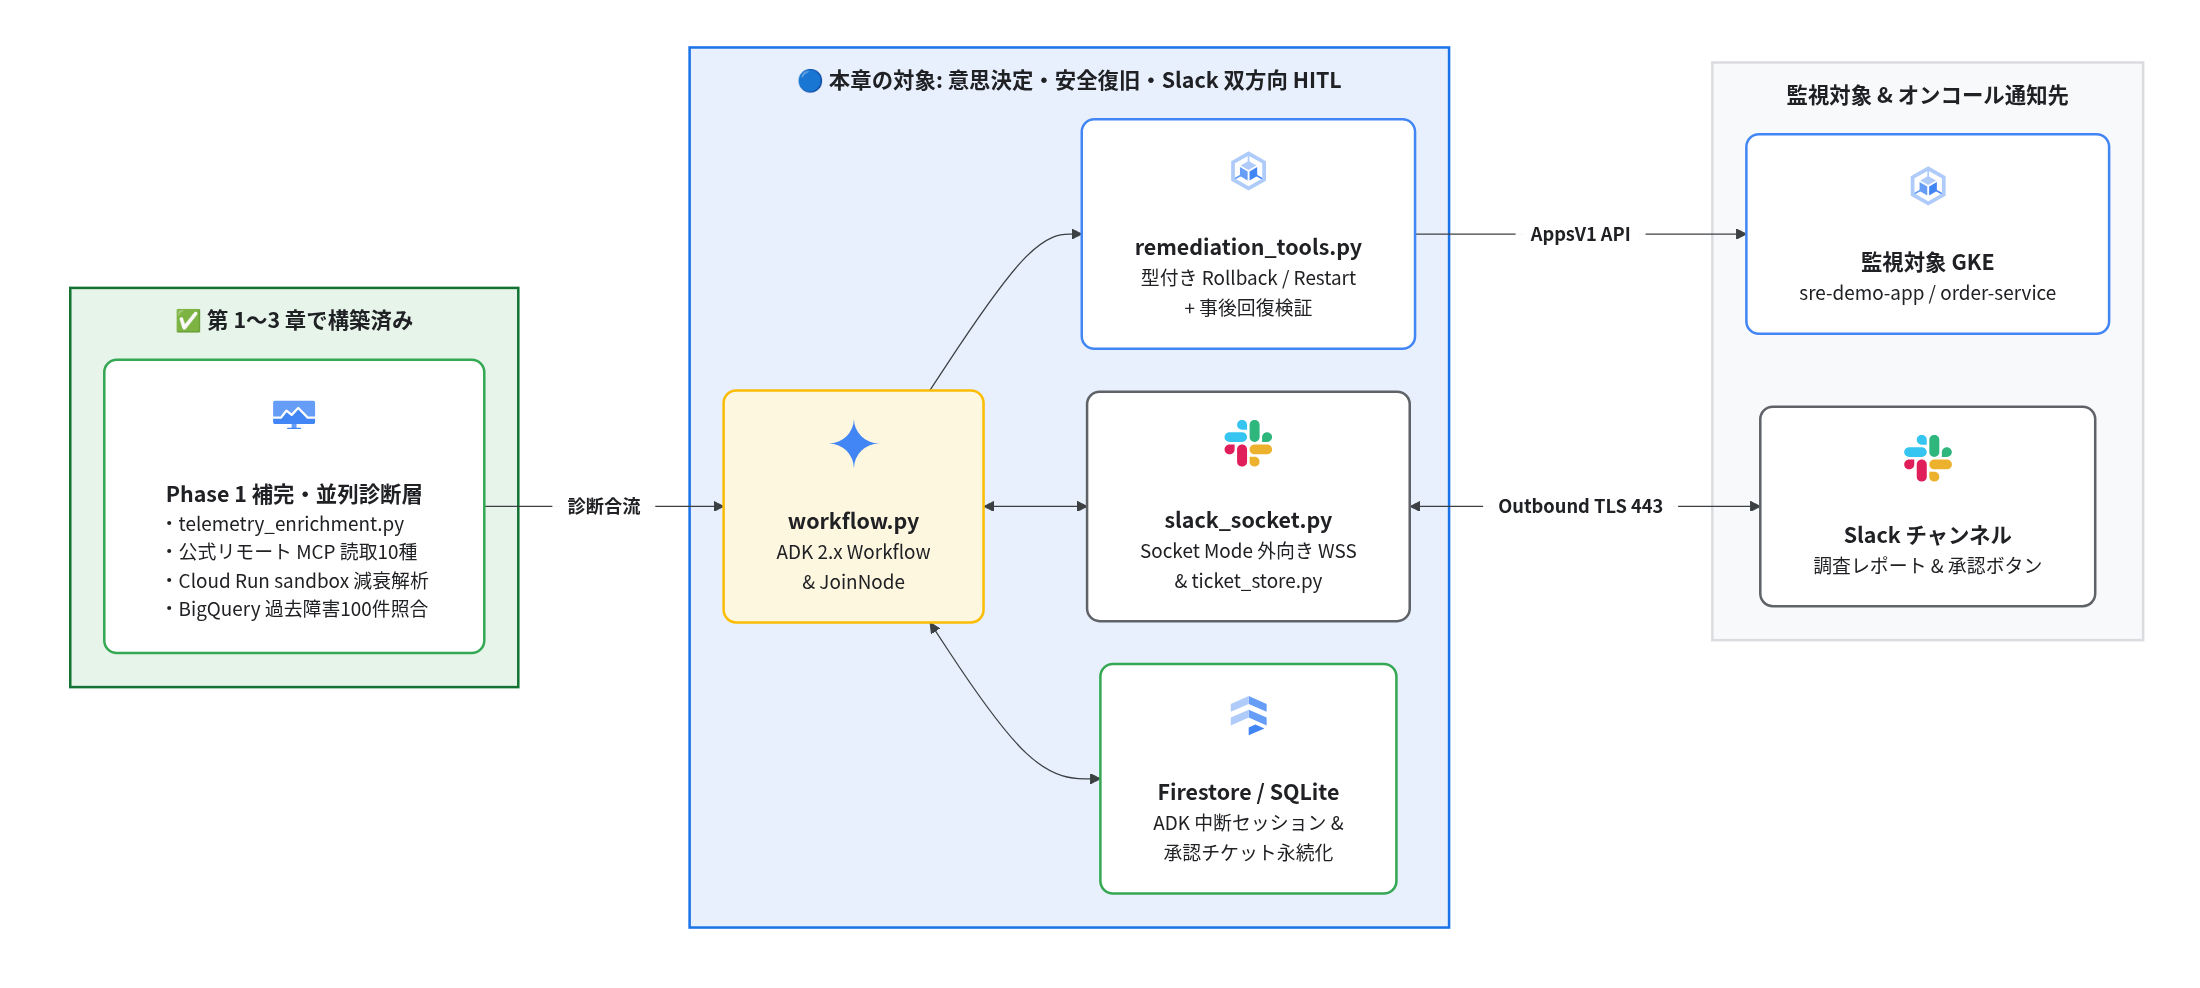 ✅ 第 1〜3 章で構築済み
Phase 1 補完・並列診断層
・telemetry_enrichment.py
・公式リモート MCP 読取10種
・Cloud Run sandbox 減衰解析
・BigQuery 過去障害100件照合
診断合流
🔵 本章の対象: 意思決定・安全復旧・Slack 双方向 HITL
workflow.py
ADK 2.x Workflow
& JoinNode
remediation_tools.py
型付き Rollback / Restart
+ 事後回復検証
slack_socket.py
Socket Mode 外向き WSS
& ticket_store.py
Firestore / SQLite
ADK 中断セッション &
承認チケット永続化
AppsV1 API
Outbound TLS 443
監視対象 & オンコール通知先
監視対象 GKE
sre-demo-app / order-service
Slack チャンネル
調査レポート & 承認ボタン